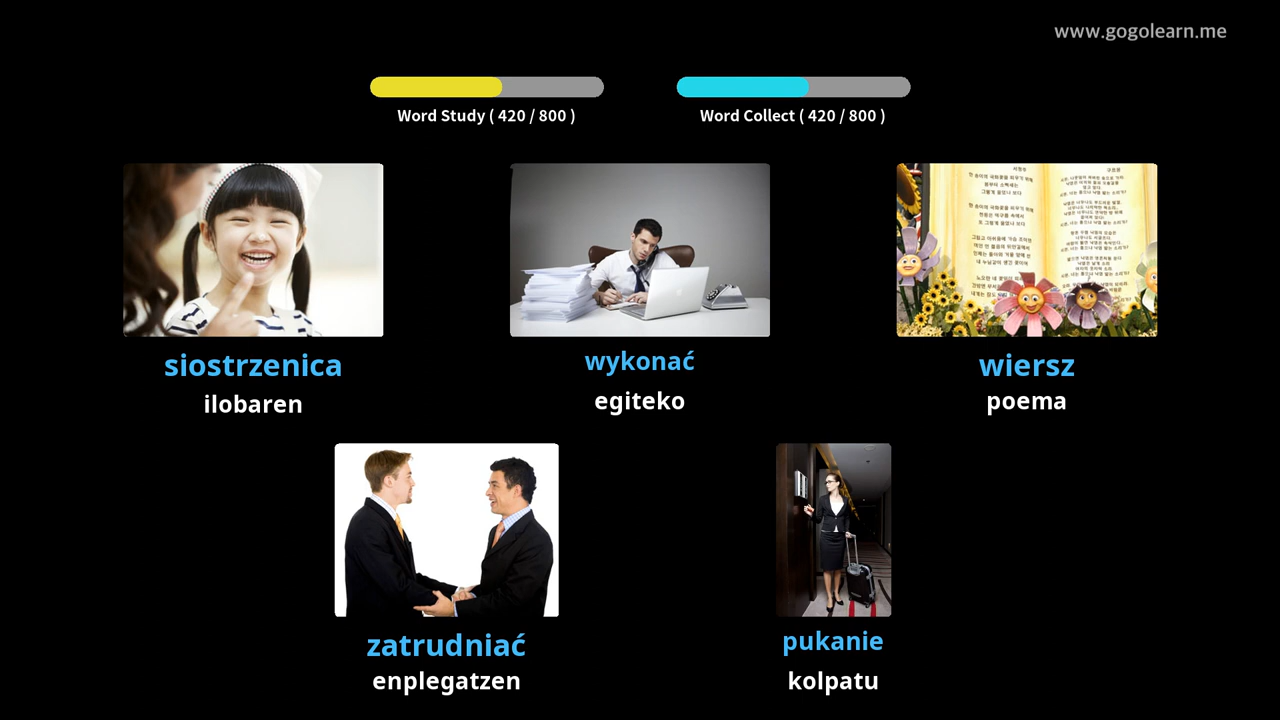 www.gogolearn.me
Word Study ( 420 / 800 )
Word Collect ( 420 / 800 )
siostrzenica
ilobaren
wykonać
egiteko
wiersz
poema
zatrudniać
enplegatzen
pukanie
kolpatu